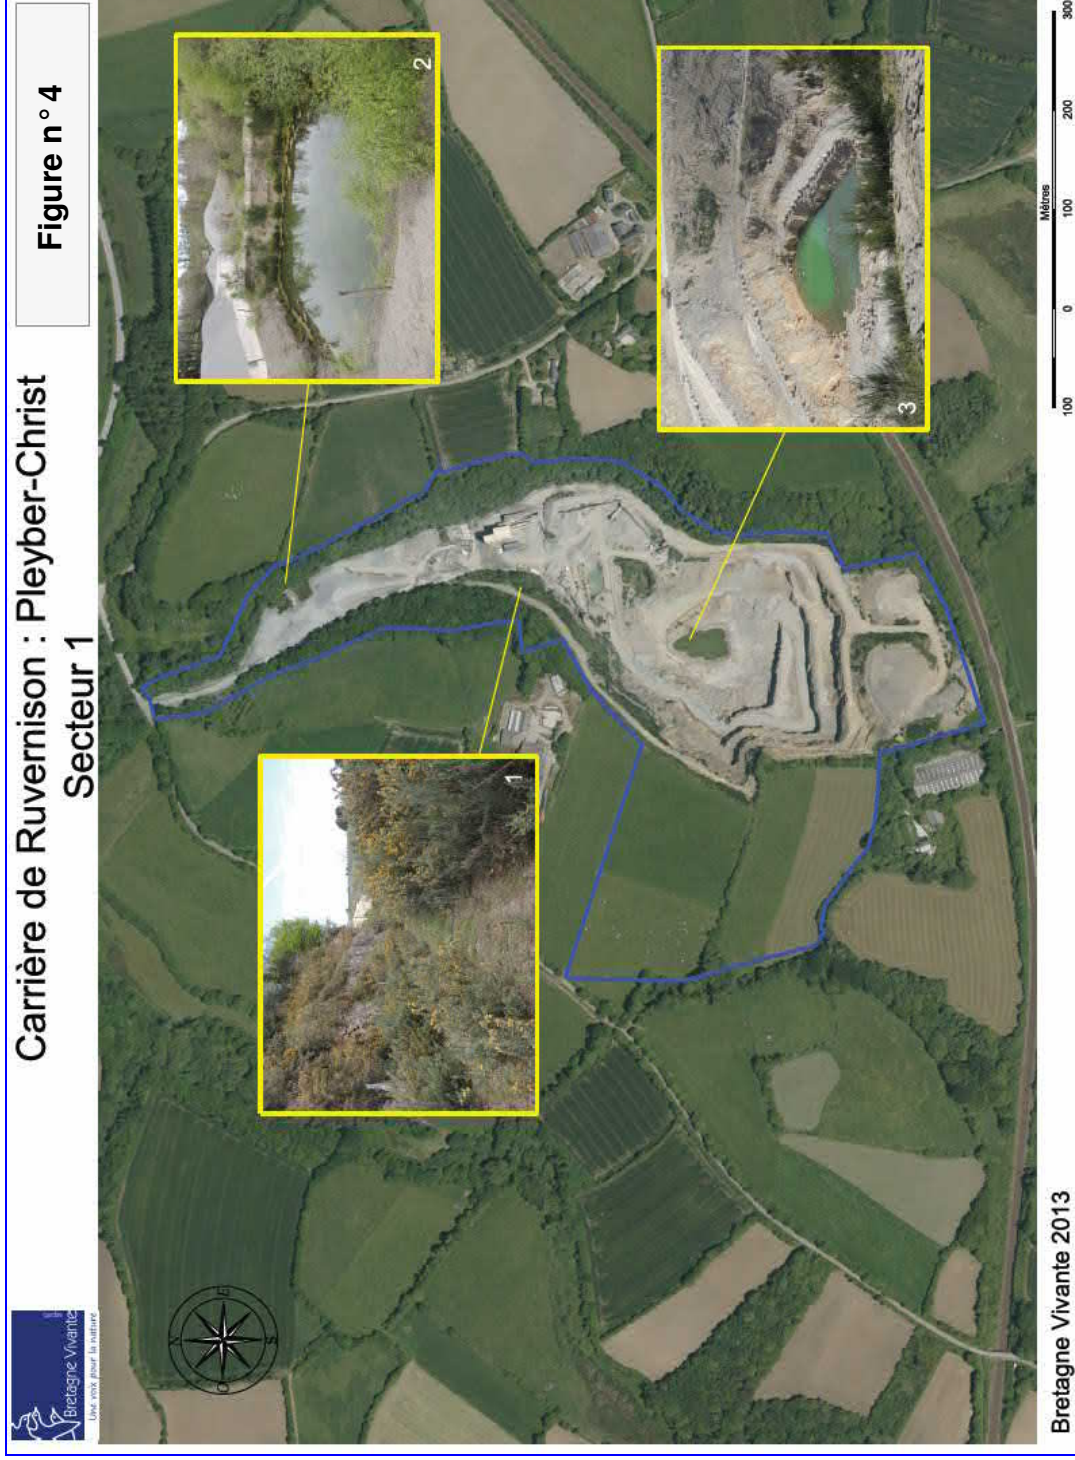 Figure n° 4
Carrière de Ruvernison : Pleyber-Christ
Secteur 1
Bretagne Vivante
Une voix pour la nature
N
E
S
O
1
2
3
Mètres
100 0 100 200 300
Bretagne Vivante 2013